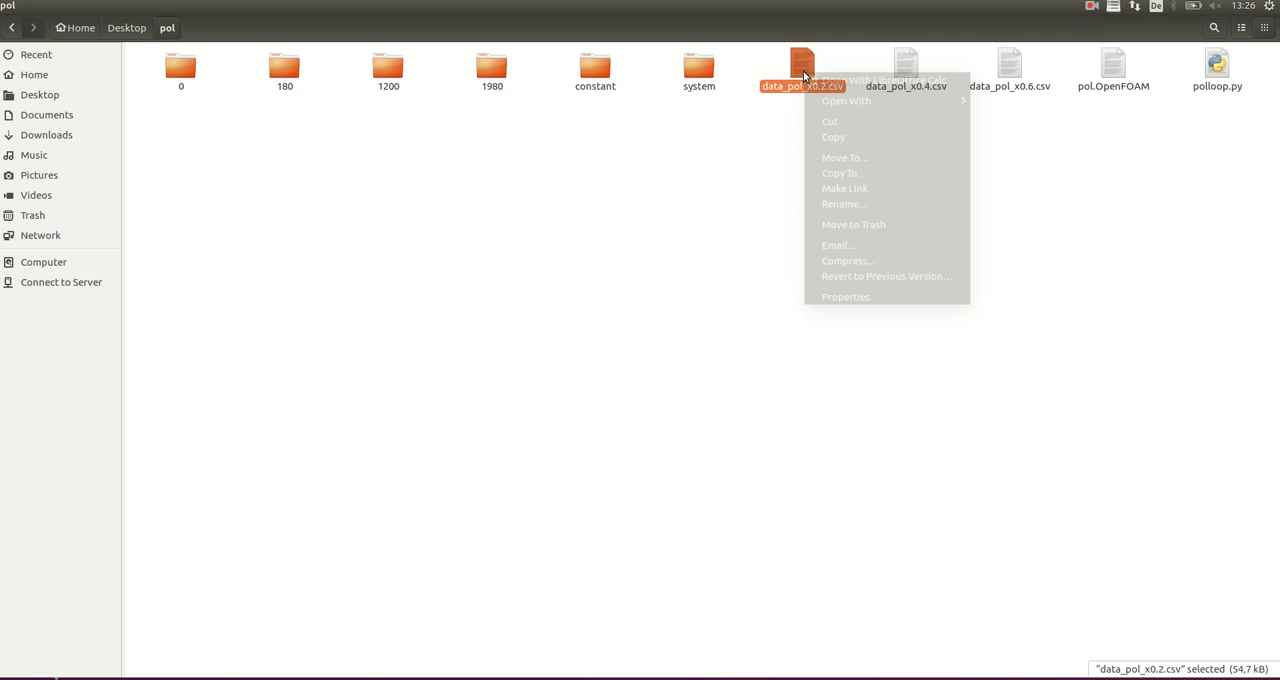 pol
De
13:26
Home
Desktop
pol
Recent
Home
Desktop
Documents
Downloads
Music
Pictures
Videos
Trash
Network
Computer
Connect to Server
0
180
1200
1980
constant
system
data_pol_x0.2.csv
data_pol_x0.4.csv
data_pol_x0.6.csv
pol.OpenFOAM
polloop.py
Open With LibreOffice Calc
Open With
Cut
Copy
Move To...
Copy To...
Make Link
Rename...
Move to Trash
Email...
Compress...
Revert to Previous Version...
Properties
"data_pol_x0.2.csv" selected (54,7 kB)